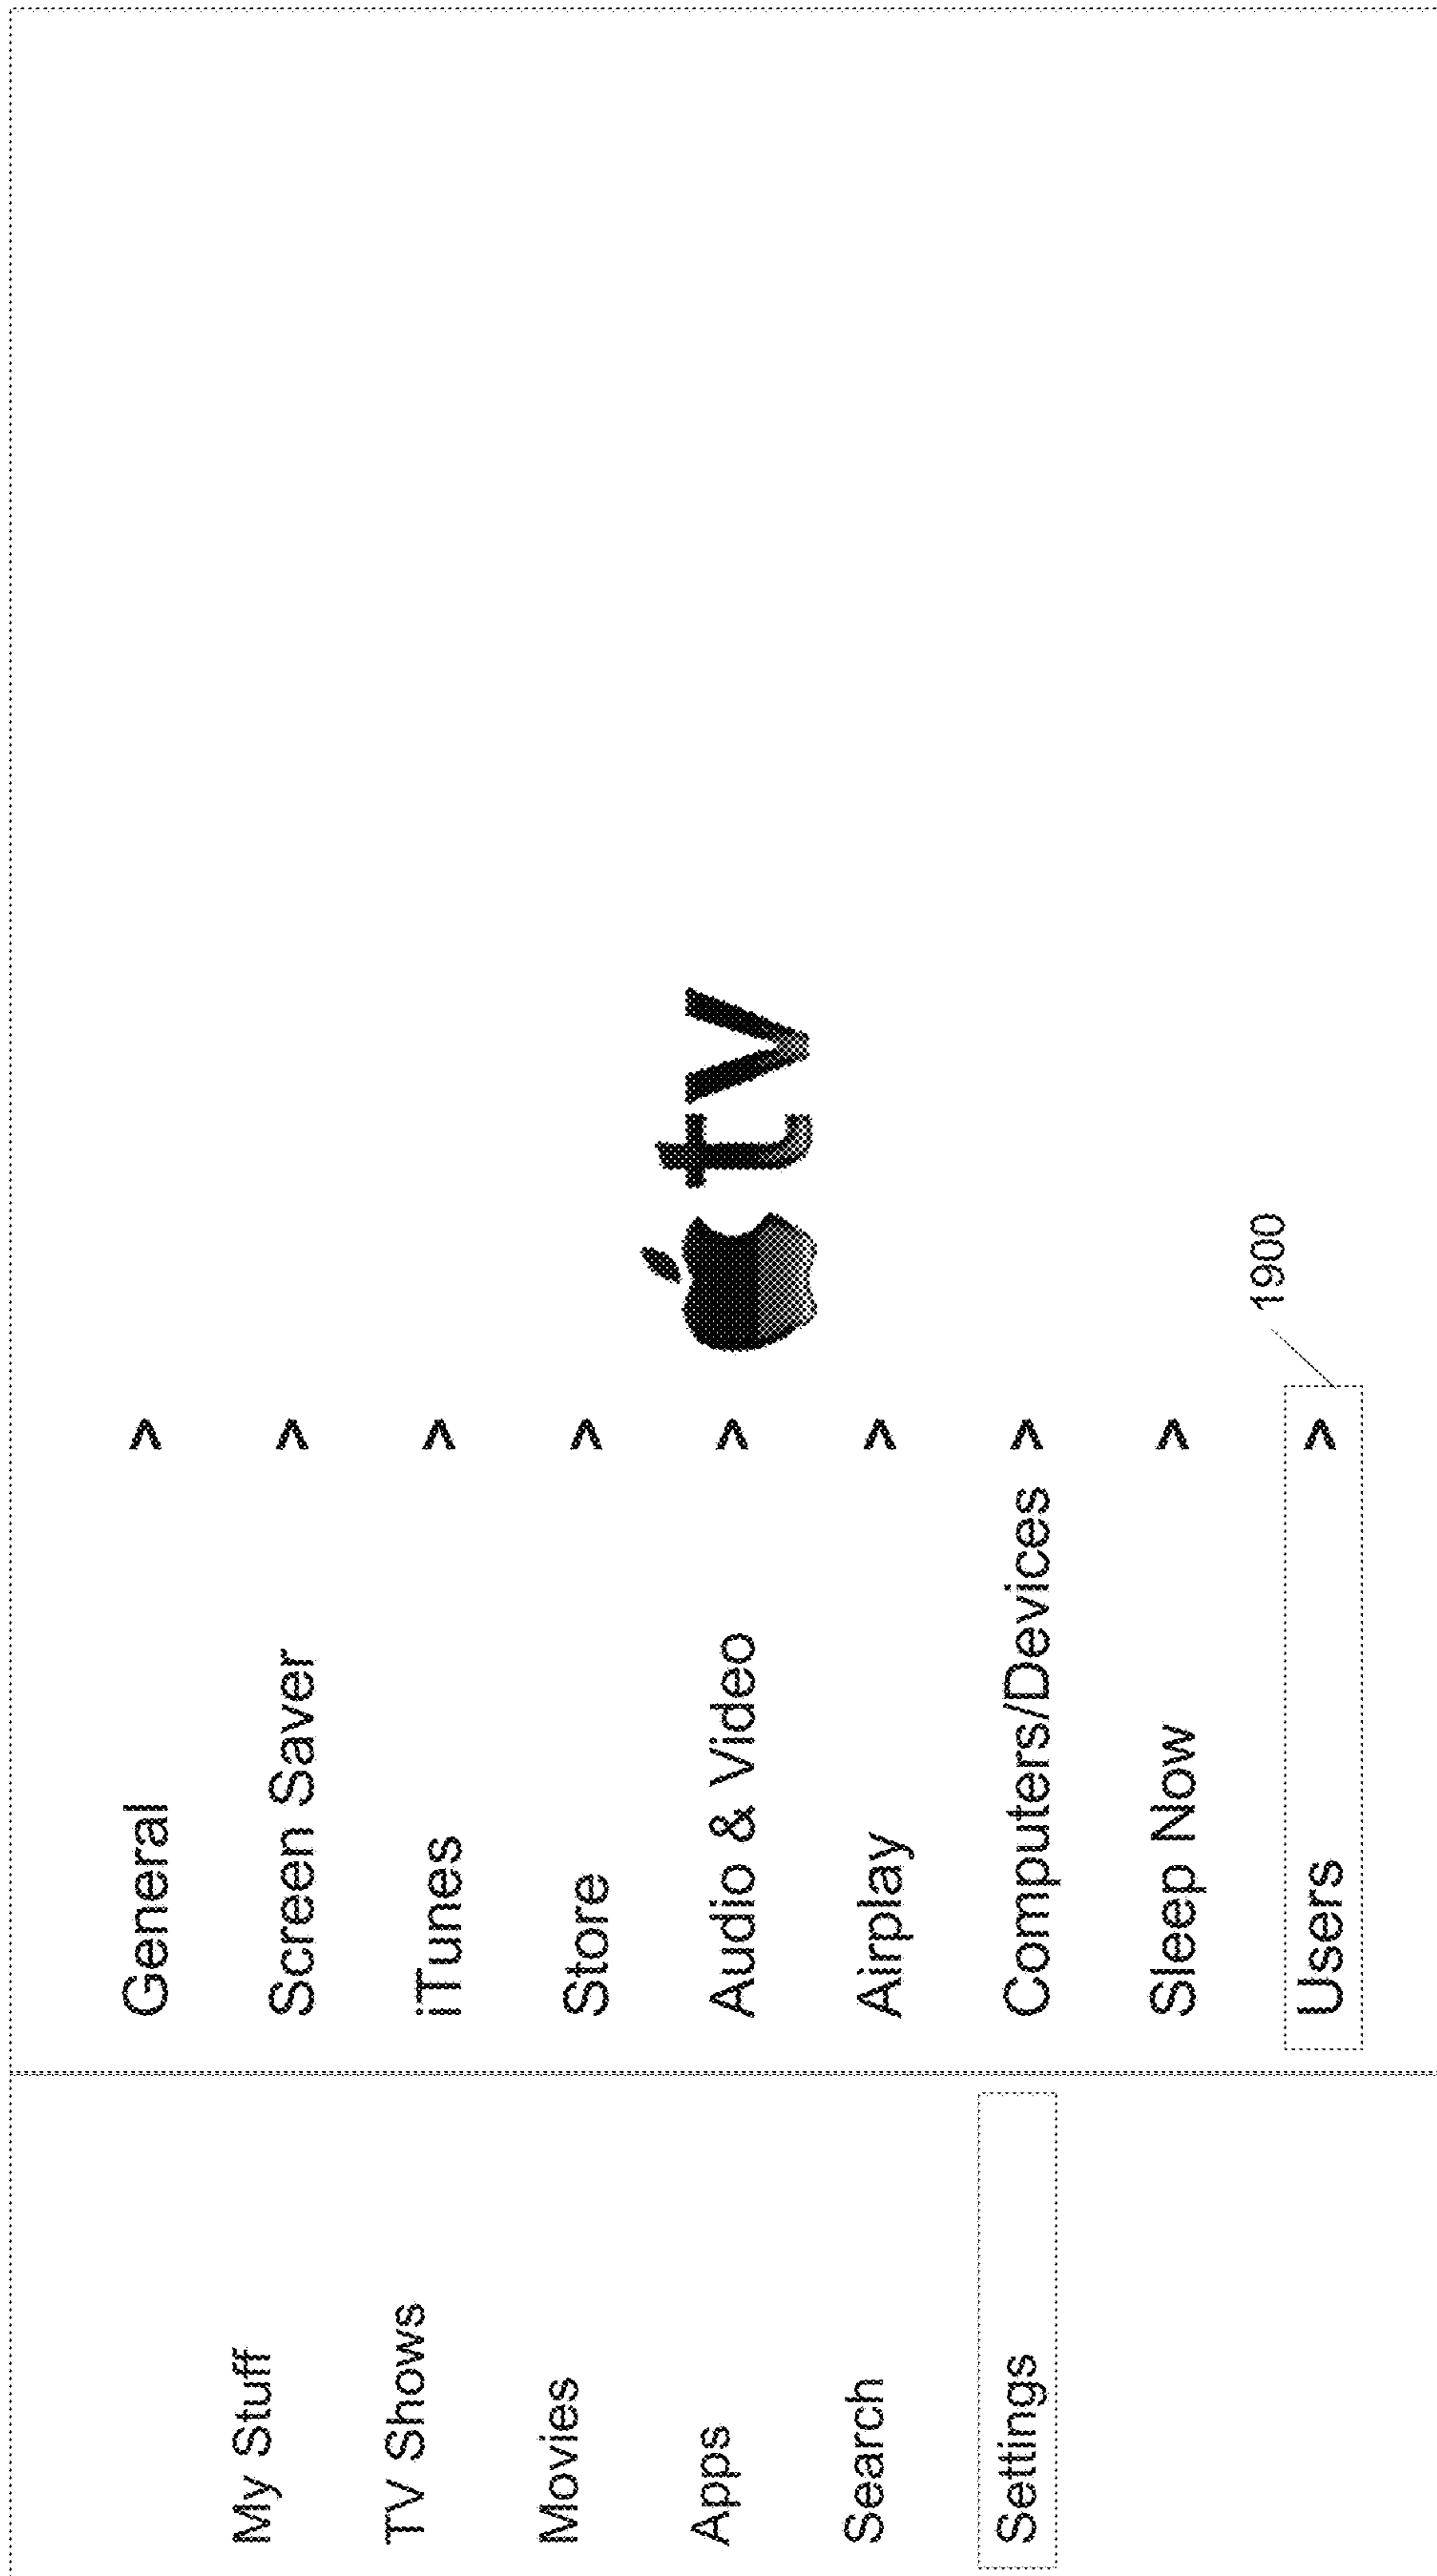 My Stuff
TV Shows
Movies
Apps
Search
Settings
General >
Screen Saver >
iTunes >
Store >
Audio & Video >
Airplay >
Computers/Devices >
Sleep Now >
Users >
tv
1900